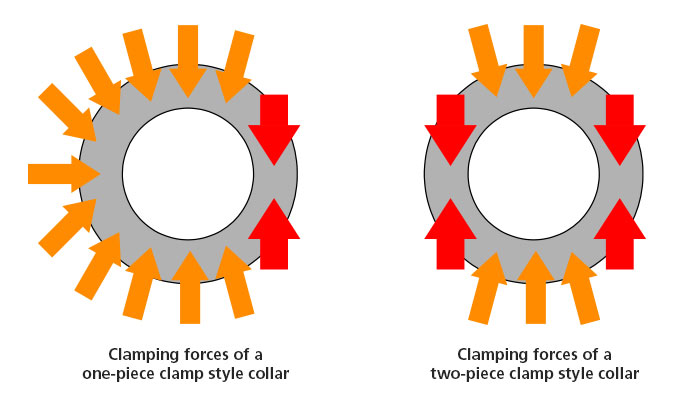 Clamping forces of a
one-piece clamp style collar
Clamping forces of a
two-piece clamp style collar